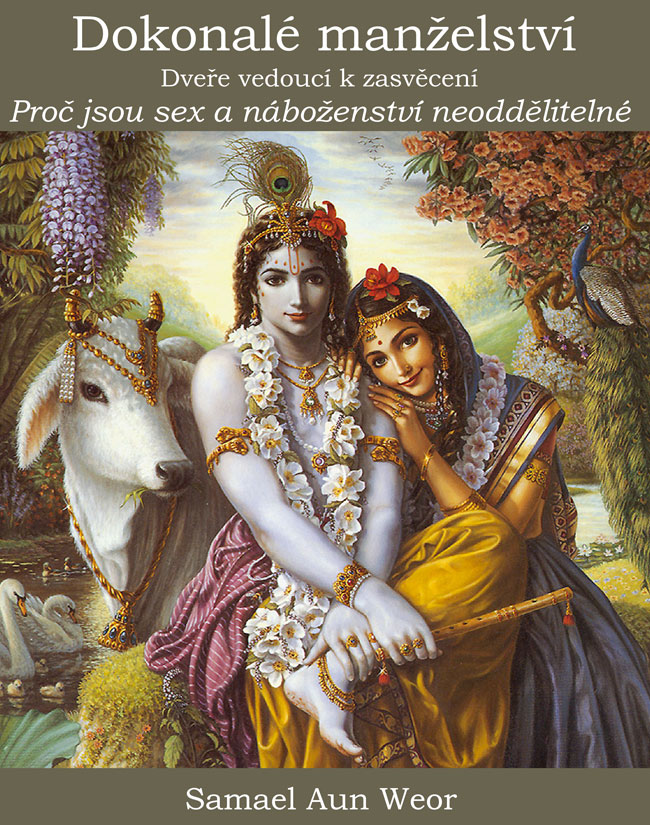 Dokonalé manželství
Dveře vedoucí k zasvěcení
Proč jsou sex a náboženství neoddělitelné
Samael Aun Weor